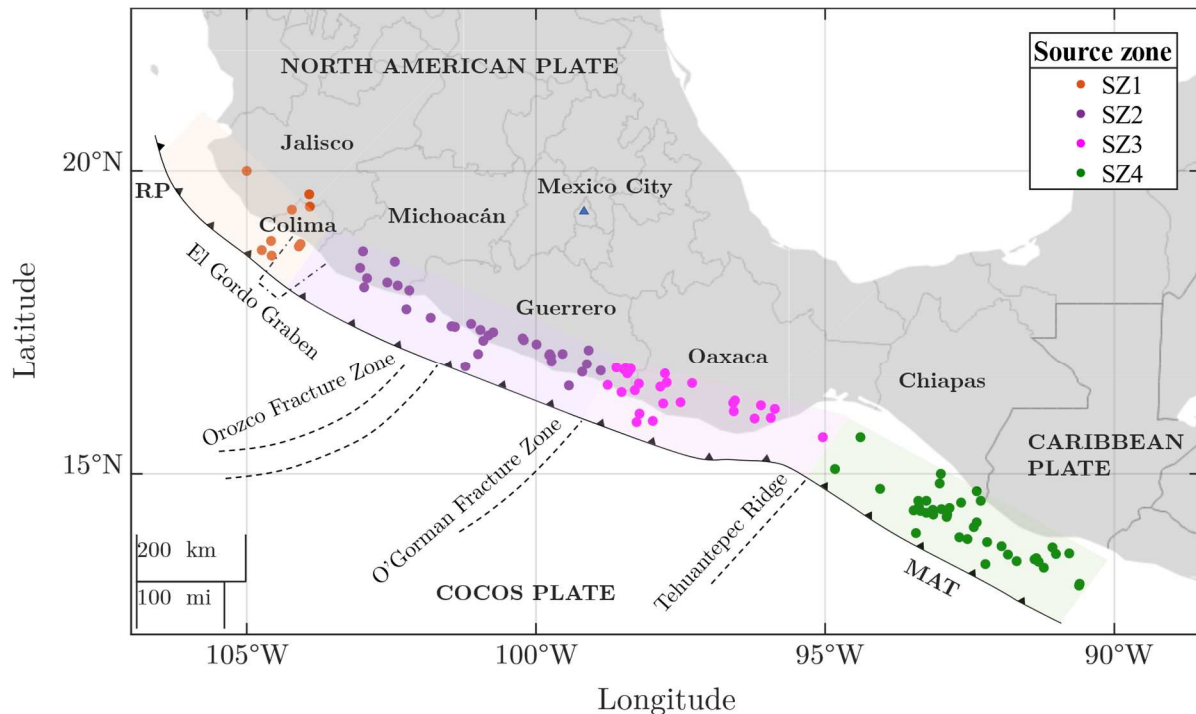 Source zone
SZ1
SZ2
SZ3
SZ4
NORTH AMERICAN PLATE
Jalisco
20°N
RP
Mexico City
Michoacán
Colima
El Gordo Graben
Guerrero
Oaxaca
Chiapas
Latitude
Orozco Fracture Zone
CARIBBEAN
PLATE
15°N
O'Gorman Fracture Zone
Tehuantepec Ridge
200 km
100 mi
COCOS PLATE
MAT
105°W
100°W
95°W
90°W
Longitude